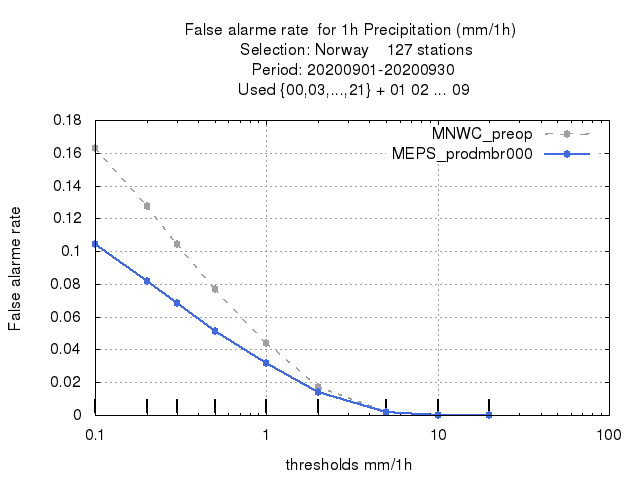 False alarme rate  for 1h Precipitation (mm/1h)
Selection: Norway    127 stations
Period: 20200901-20200930
Used {00,03,...,21} + 01 02 ... 09
MNWC_preop
MEPS_prodmbr000
0.18
0.16
0.14
0.12
0.1
0.08
0.06
0.04
0.02
0
False alarme rate
0.1 1 10 100
thresholds mm/1h